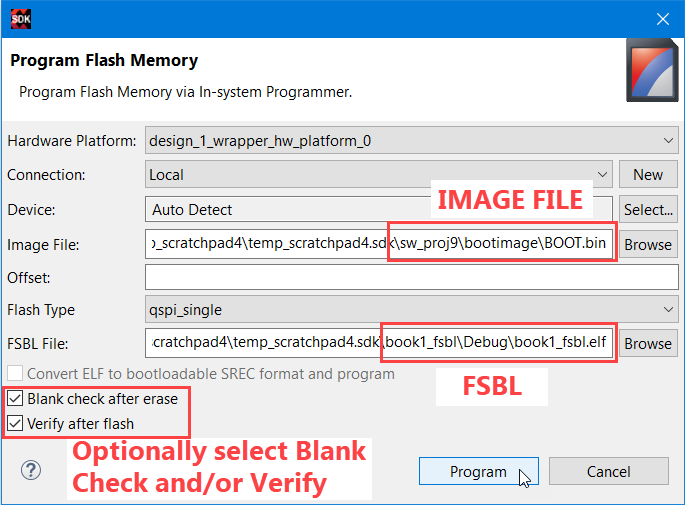 SDK
Program Flash Memory
Program Flash Memory via In-system Programmer.
Hardware Platform: design_1_wrapper_hw_platform_0
Connection: Local New
IMAGE FILE
Device: Auto Detect Select...
Image File: ɔ_scratchpad4\temp_scratchpad4.sdk\sw_proj9\bootimage\BOOT.bin Browse
Offset:
Flash Type qspi_single
FSBL File: scratchpad4\temp_scratchpad4.sdk\book1_fsbl\Debug\book1_fsbl.elf Browse
Convert ELF to bootloadable SREC format and program
FSBL
Blank check after erase
Verify after flash
Optionally select Blank
Check and/or Verify
? Program Cancel